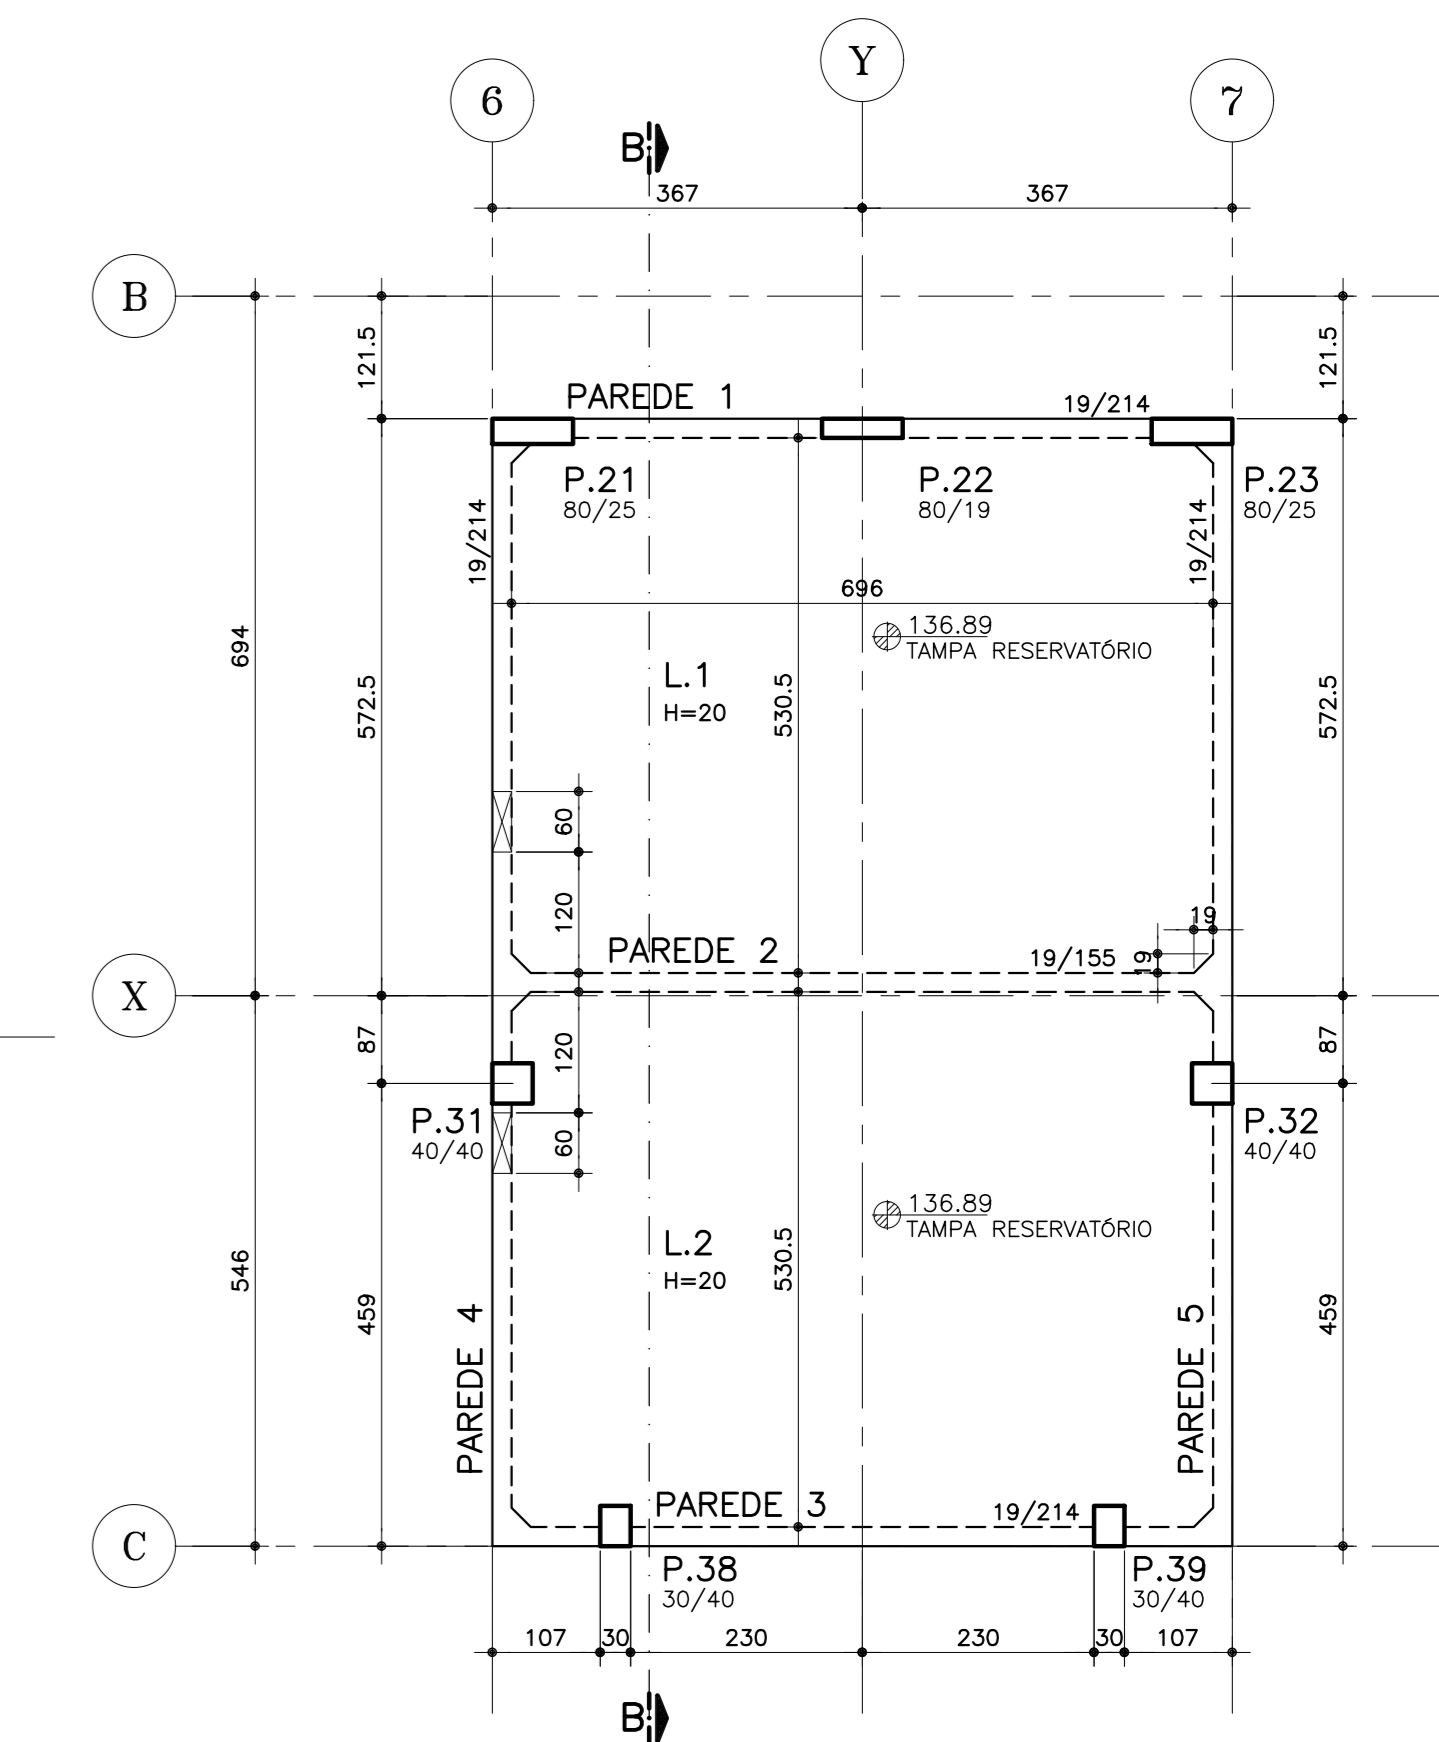 Y
6
7
B
367
367
B
121.5
121.5
PAREDE 1
19/214
P.21
80/25
P.22
80/19
P.23
80/25
19/214
19/214
696
136.89
TAMPA RESERVATÓRIO
694
572.5
L.1
H=20
530.5
572.5
60
120
19
PAREDE 2
19/155
19
X
87
120
87
P.31
40/40
60
P.32
40/40
136.89
TAMPA RESERVATÓRIO
546
459
L.2
H=20
530.5
459
PAREDE 4
PAREDE 5
PAREDE 3
19/214
C
P.38
30/40
P.39
30/40
107
30
230
230
30
107
B